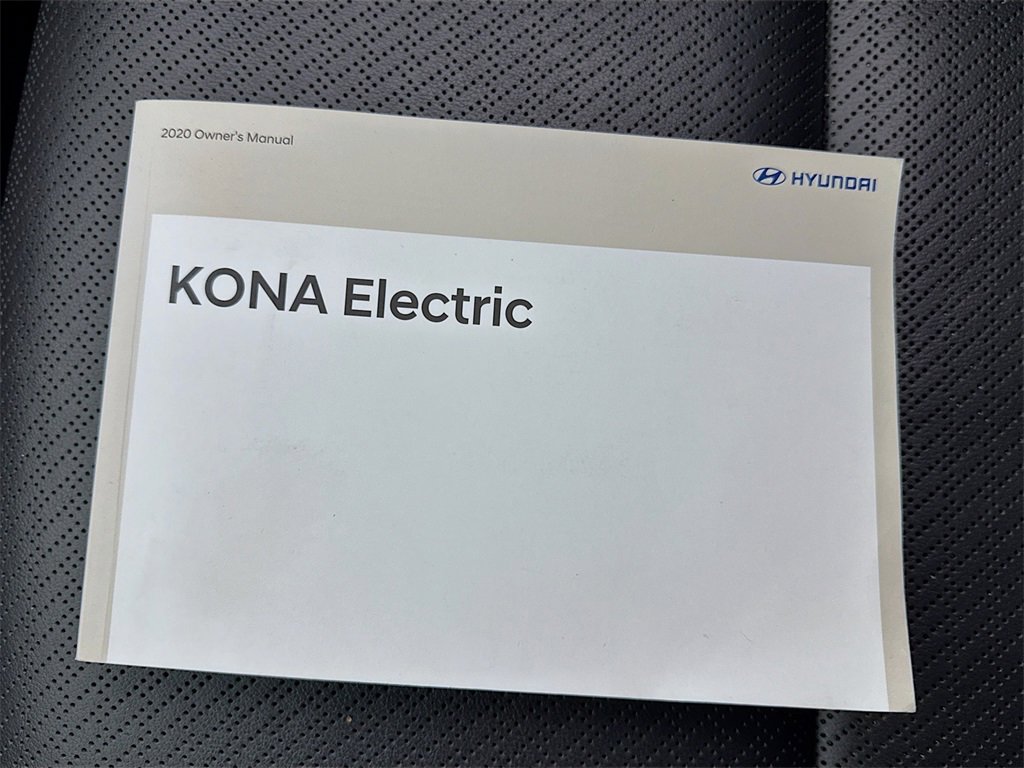 2020 Owner's Manual
HYUNDAI
KONA Electric